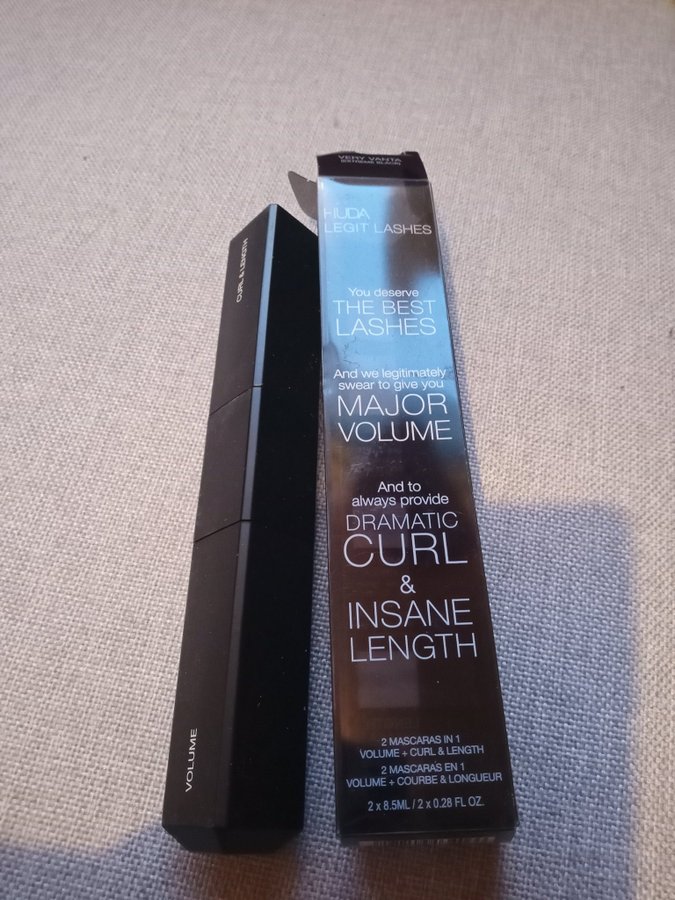 CURL & LENGTH
VOLUME
VERY VANTA
(EXTREME BLACK)
HUDA
LEGIT LASHES
You deserve
THE BEST
LASHES
And we legitimately
swear to give you
MAJOR
VOLUME
And to
always provide
DRAMATIC
CURL
&
INSANE
LENGTH
2 MASCARAS IN 1
VOLUME + CURL & LENGTH
2 MASCARAS EN 1
VOLUME + COURBE & LONGUEUR
2 x 8.5ML / 2 x 0.28 FL OZ.